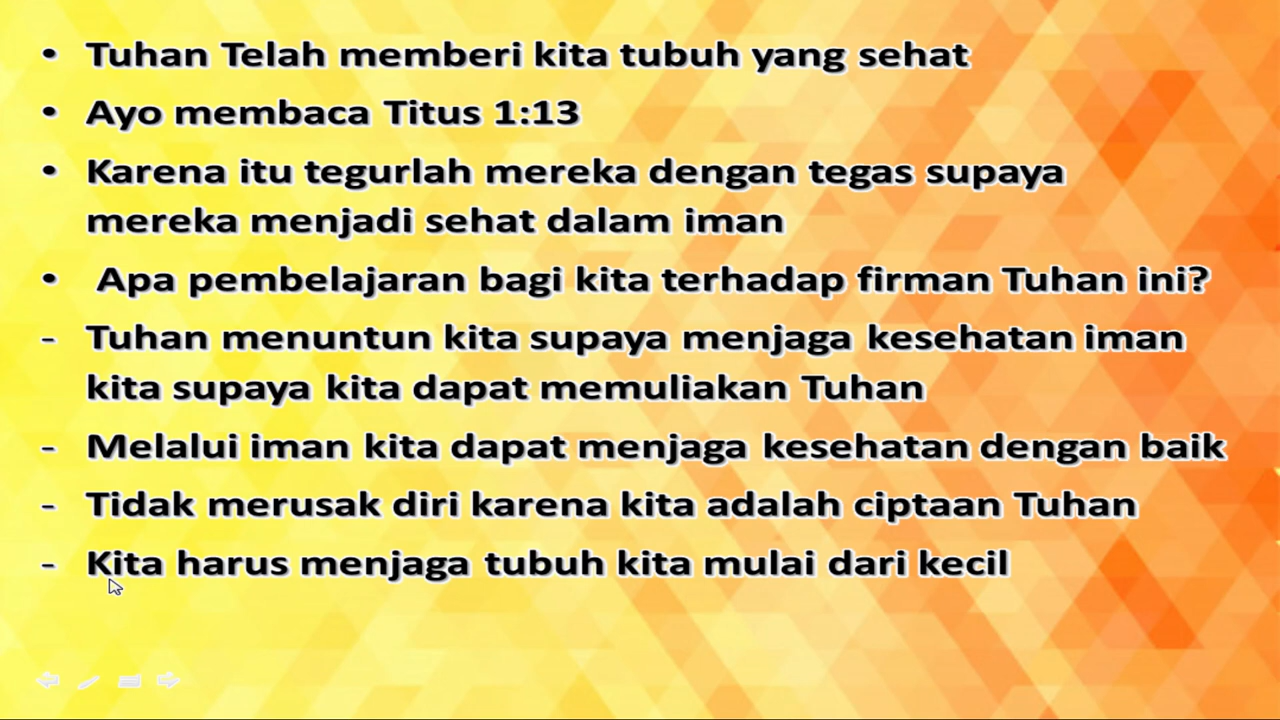 • Tuhan Telah memberi kita tubuh yang sehat
• Ayo membaca Titus 1:13
• Karena itu tegurlah mereka dengan tegas supaya
mereka menjadi sehat dalam iman
• Apa pembelajaran bagi kita terhadap firman Tuhan ini?
- Tuhan menuntun kita supaya menjaga kesehatan iman
kita supaya kita dapat memuliakan Tuhan
- Melalui iman kita dapat menjaga kesehatan dengan baik
- Tidak merusak diri karena kita adalah ciptaan Tuhan
- Kita harus menjaga tubuh kita mulai dari kecil